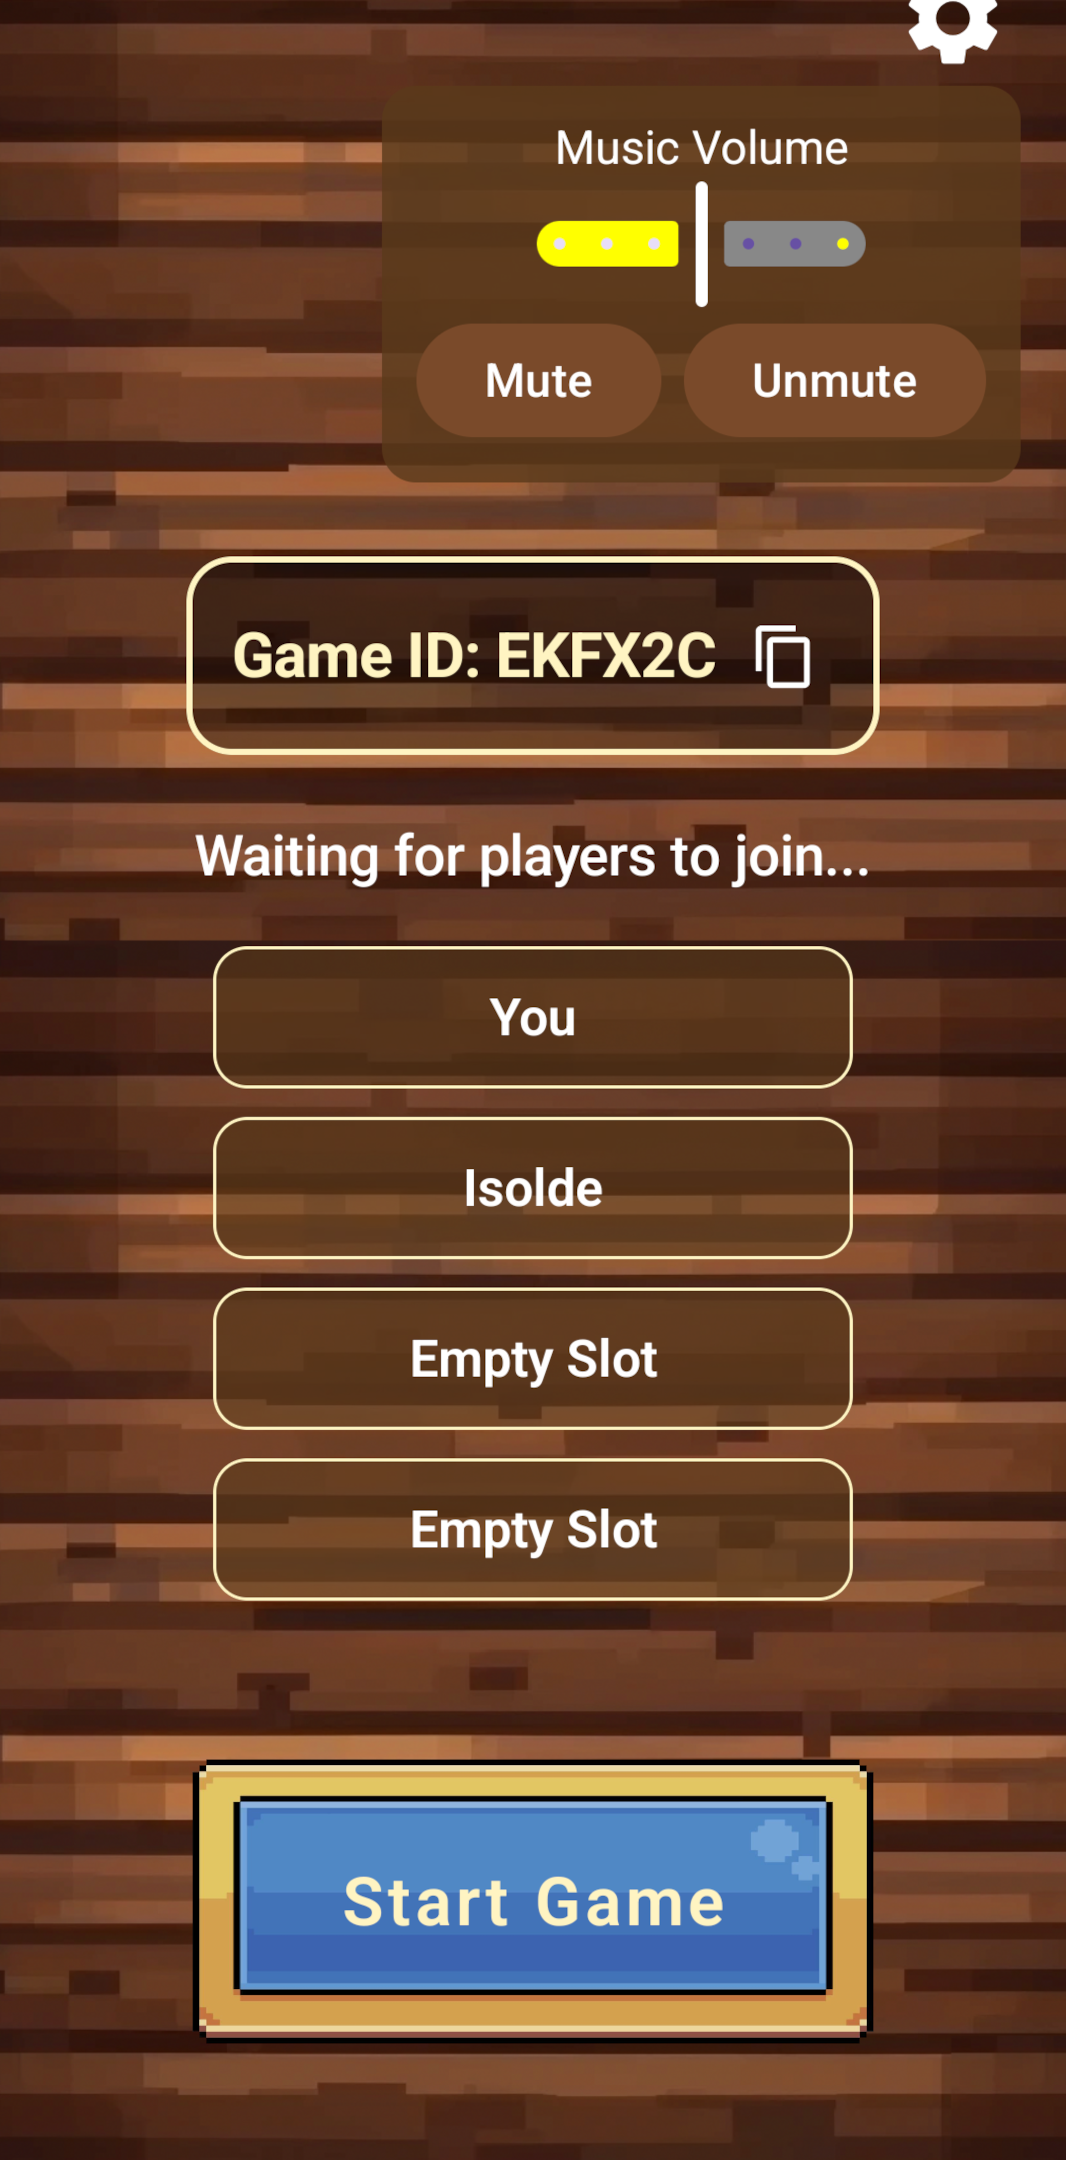 Music Volume
Mute Unmute
Game ID: EKFX2C
Waiting for players to join...
You
Isolde
Empty Slot
Empty Slot
Start Game